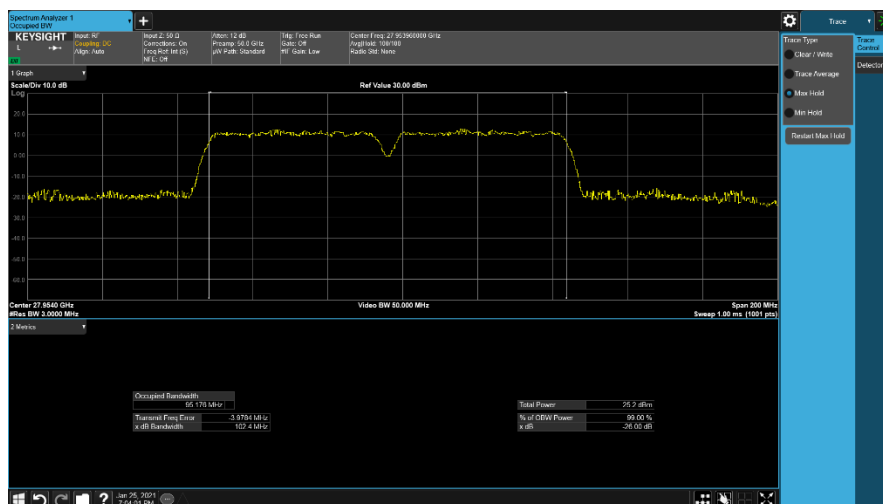 Spectrum Analyzer 1
Occupied BW
+
Trace
KEYSIGHT
L
Input: RF
Coupling: DC
Align: Auto
Input Z: 50 Ω
Corrections: On
Freq Ref: Int (S)
NFE: Off
Atten: 12 dB
Preamp: 50.0 GHz
µW Path: Standard
Trig: Free Run
Gate: Off
#IF Gain: Low
Center Freq: 27.953960000 GHz
Avg|Hold: 100/100
Radio Std: None
Trace Type
Clear / Write
Trace Average
Max Hold
Min Hold
Restart Max Hold
Trace
Control
Detector
1 Graph
Scale/Div 10.0 dB
Ref Value 30.00 dBm
Log
20.0
10.0
0.00
-10.0
-20.0
-30.0
-40.0
-50.0
-60.0
Center 27.9540 GHz
Video BW 50.000 MHz
Span 200 MHz
#Res BW 3.0000 MHz
Sweep 1.00 ms (1001 pts)
2 Metrics
Occupied Bandwidth
95.176 MHz
Total Power 25.2 dBm
Transmit Freq Error -3.9784 MHz
% of OBW Power 99.00 %
x dB Bandwidth 102.4 MHz
x dB -26.00 dB
?
Jan 25, 2021
7:04:01 PM